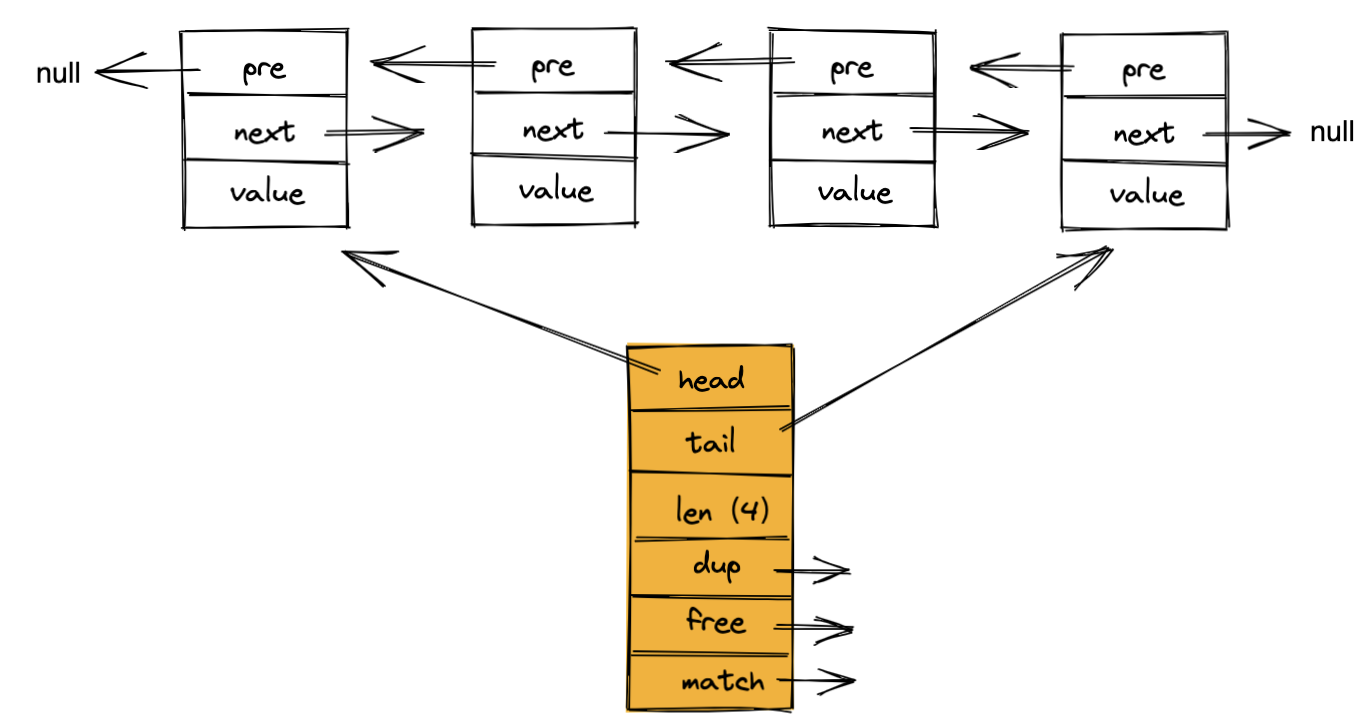 null
pre
pre
pre
pre
next
next
next
next
null
value
value
value
value
head
tail
len (4)
dup
free
match